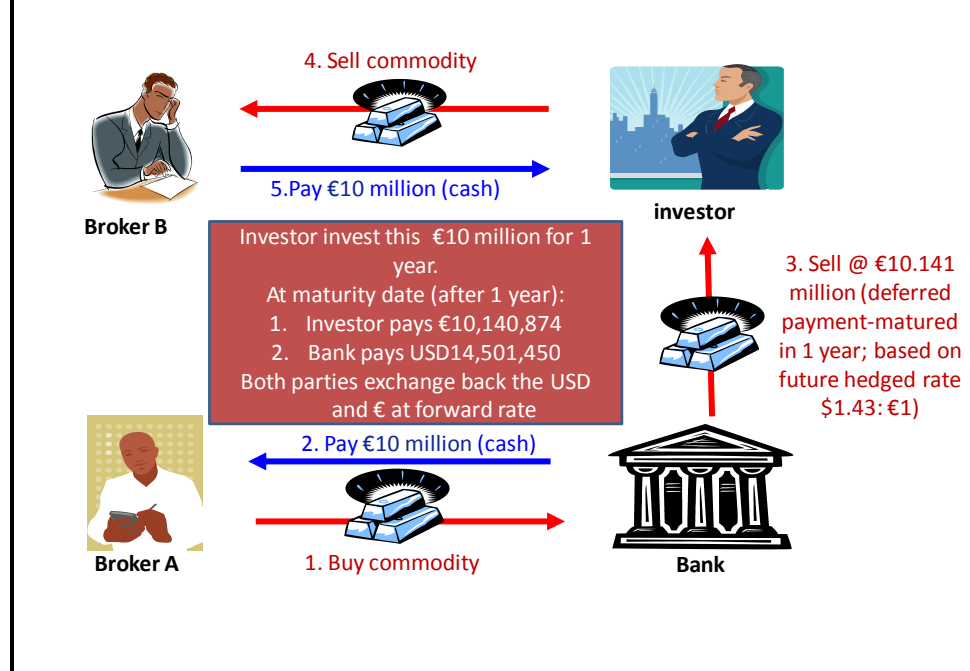 4. Sell commodity
5.Pay €10 million (cash)
Broker B
investor
Investor invest this €10 million for 1
year.
At maturity date (after 1 year):
1. Investor pays €10,140,874
2. Bank pays USD14,501,450
Both parties exchange back the USD
and € at forward rate
3. Sell @ €10.141
million (deferred
payment-matured
in 1 year; based on
future hedged rate
$1.43: €1)
2. Pay €10 million (cash)
1. Buy commodity
Broker A
Bank